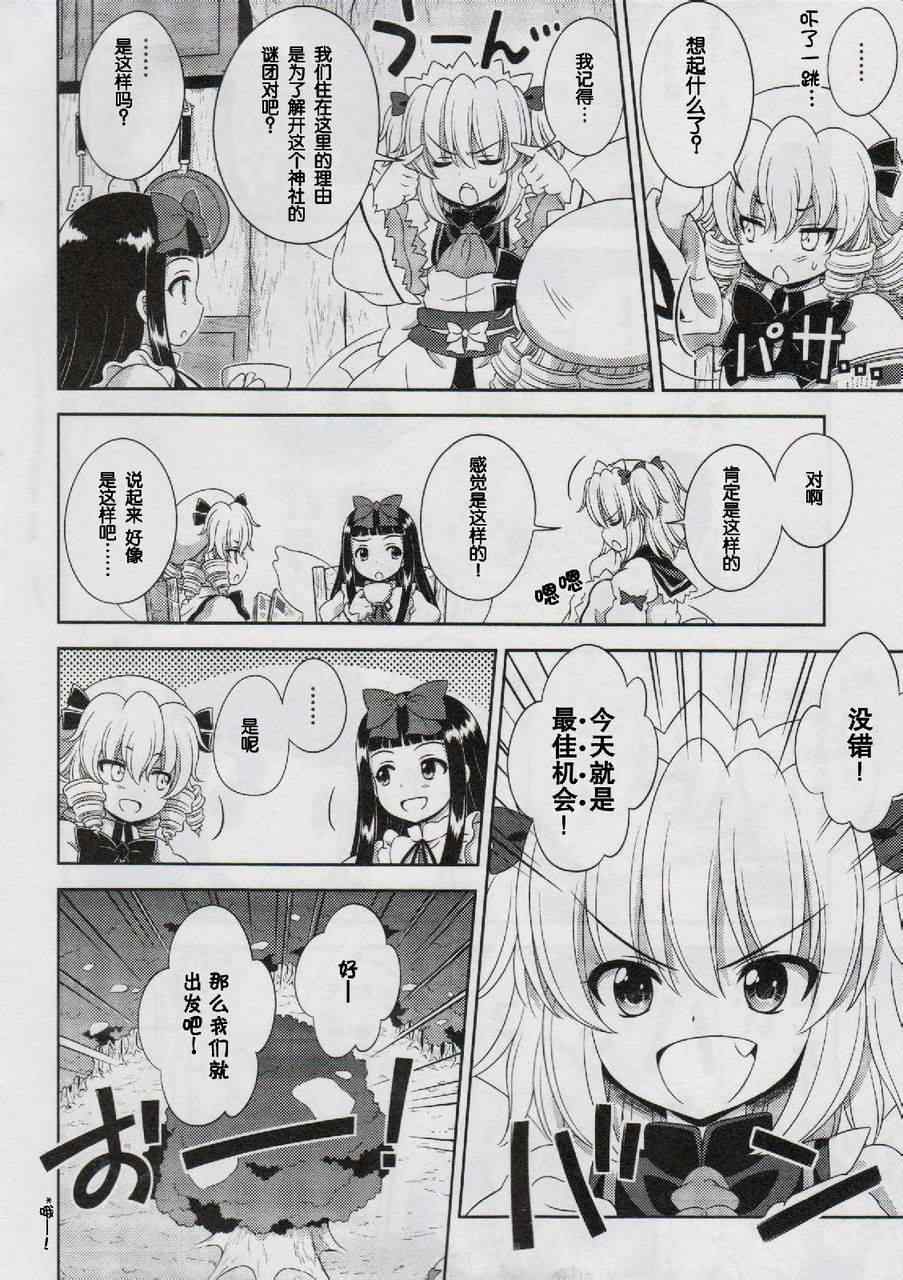 ……
吓了一跳…
想起什么了？
パサ…
うーん…
我记得…
我们住在这里的理由
是为了解开这个神社的
谜团对吧？
……
是这样吗？
对啊
肯定是这样的
嗯嗯
感觉是这样的！
说起来 好像
是这样吧……
没错！
今天就是
最佳机会！
ババーン
……
是呢
好—
那么我们就
出发吧！
おーー！
*哦——！